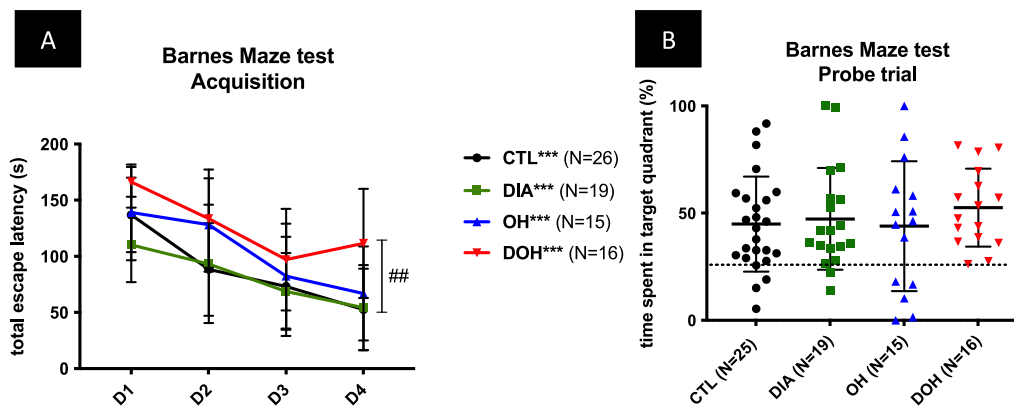 A
Barnes Maze test
Acquisition
total escape latency (s)
200
150
100
50
0
D1
D2
D3
D4
##
CTL*** (N=26)
DIA*** (N=19)
OH*** (N=15)
DOH*** (N=16)
B
Barnes Maze test
Probe trial
time spent in target quadrant (%)
100
50
0
CTL (N=25)
DIA (N=19)
OH (N=15)
DOH (N=16)